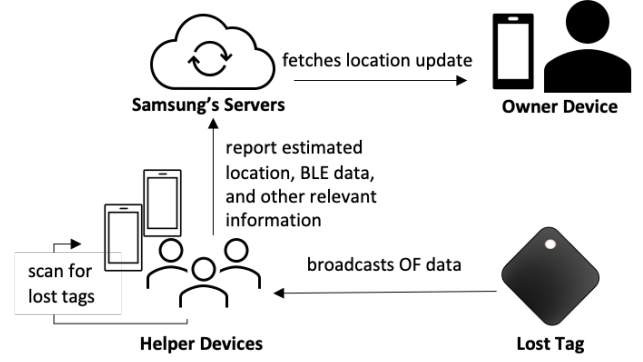 fetches location update
Samsung's Servers
Owner Device
report estimated
location, BLE data,
and other relevant
information
scan for
lost tags
broadcasts OF data
Helper Devices
Lost Tag